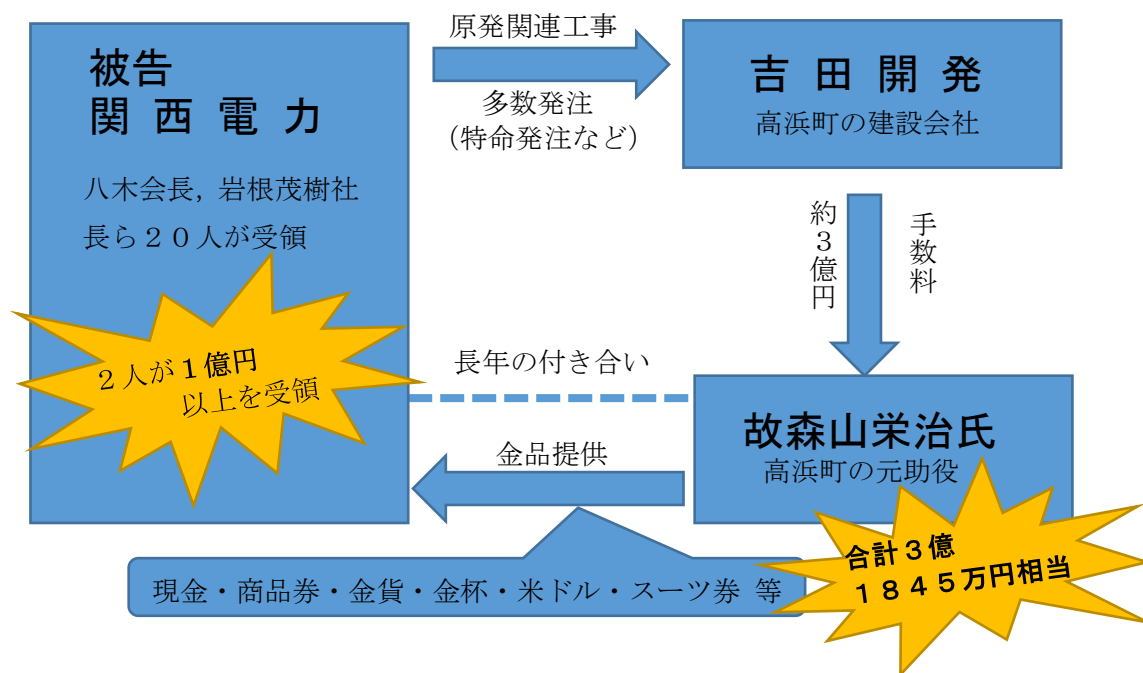 被告
関西電力
八木会長, 岩根茂樹社
長ら２０人が受領
２人が１億円
以上を受領
原発関連工事
多数発注
(特命発注など)
吉田開発
高浜町の建設会社
約３億円
手数料
長年の付き合い
金品提供
故森山栄治氏
高浜町の元助役
合計３億
１８４５万円相当
現金・商品券・金貨・金杯・米ドル・スーツ券 等